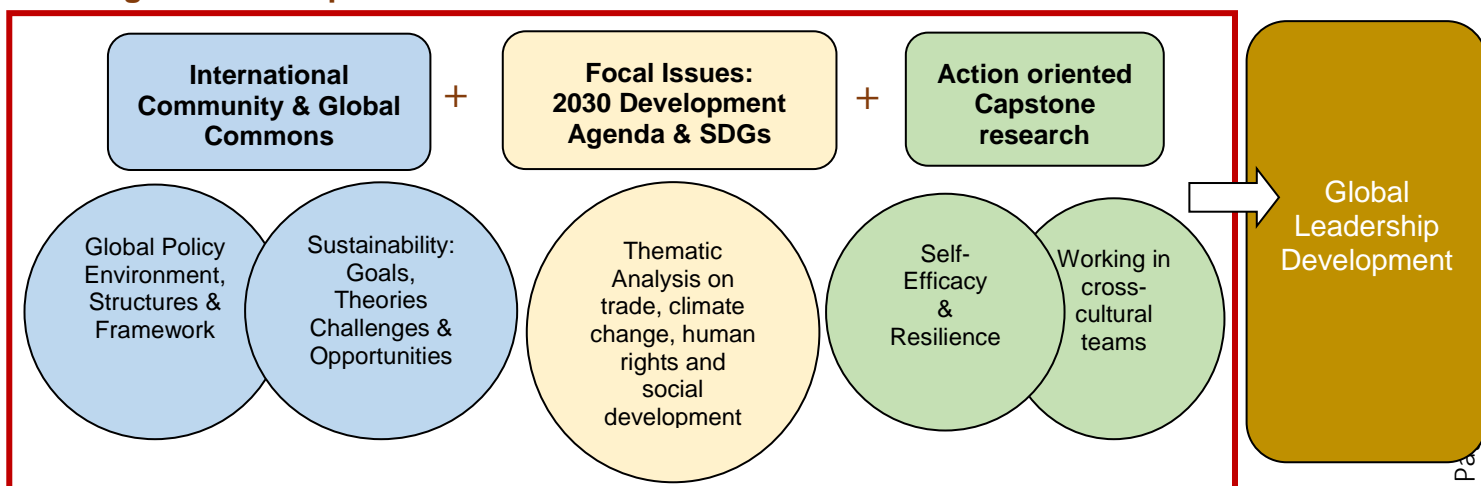 International
Community & Global
Commons
+
Focal Issues:
2030 Development
Agenda & SDGs
+
Action oriented
Capstone
research
Global Policy
Environment,
Structures &
Framework
Sustainability:
Goals,
Theories
Challenges &
Opportunities
Thematic
Analysis on
trade, climate
change, human
rights and
social
development
Self-
Efficacy
&
Resilience
Working in
cross-
cultural
teams
Global
Leadership
Development